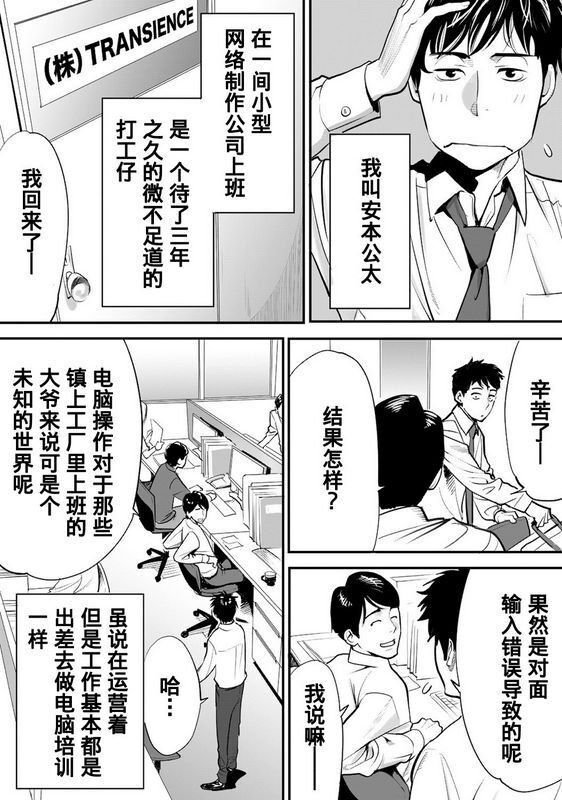 我叫安本公太
在一间小型
网络制作公司上班
(株)TRANSIENCE
是一个待了三年
之久的微不足道的
打工仔
我回来了—
辛苦了—
结果怎样？
果然是对面
输入错误导致的呢
我说嘛—
电脑操作对于那些
镇上工厂里上班的
大爷来说可是个
未知的世界呢
哈…
虽说在运营着
但是工作基本都是
出差去做电脑培训
一样